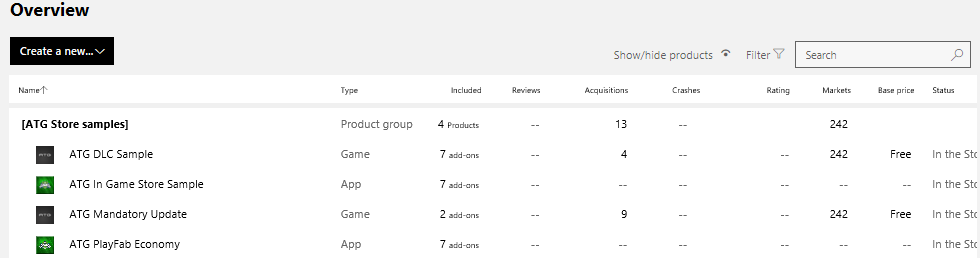 Overview
Create a new...
Show/hide products Filter Search
Name Type Included Reviews Acquisitions Crashes Rating Markets Base price Status
[ATG Store samples] Product group 4 Products -- 13 -- 242
ATG DLC Sample Game 7 add-ons -- 4 -- -- 242 Free In the Sto
ATG In Game Store Sample App 7 add-ons -- -- -- -- -- -- In the Sto
ATG Mandatory Update Game 2 add-ons -- 9 -- -- 242 Free In the Sto
ATG PlayFab Economy App 7 add-ons -- -- -- -- -- -- In the Sto